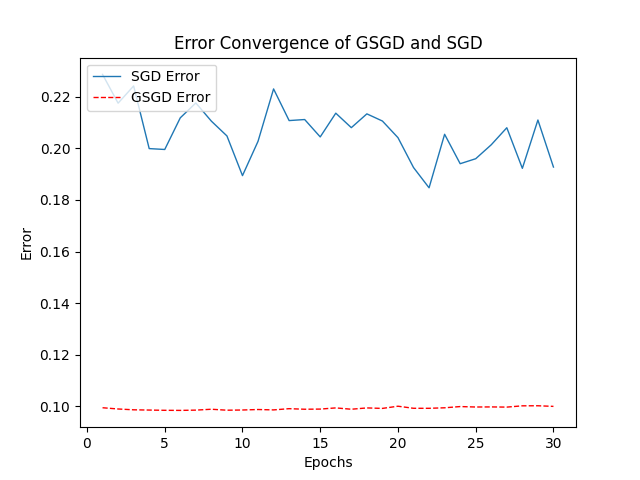 Error Convergence of GSGD and SGD
SGD Error
GSGD Error
0.22
0.20
0.18
0.16
0.14
0.12
0.10
Error
0 5 10 15 20 25 30
Epochs